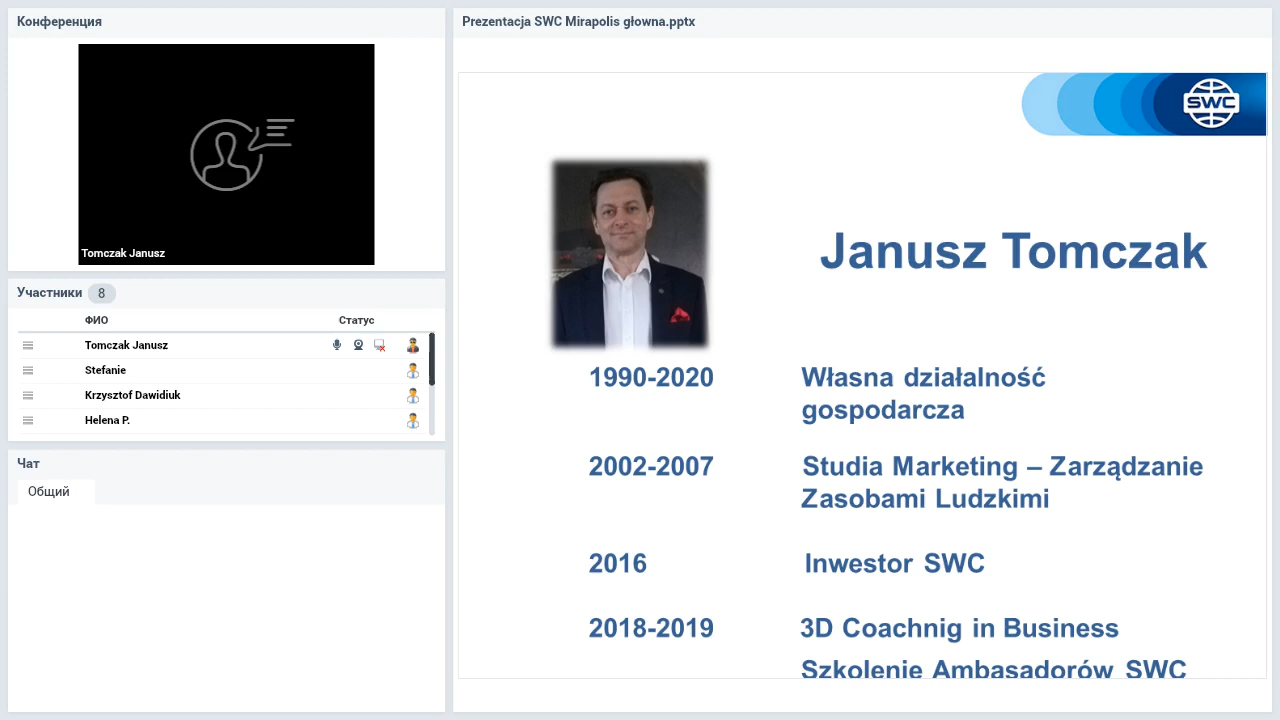 Конференция
Tomczak Janusz
Участники 8
ФИО Статус
Tomczak Janusz
Stefanie
Krzysztof Dawidiuk
Helena P.
Чат
Общий
Prezentacja SWC Mirapolis głowna.pptx
SWC
Janusz Tomczak
1990-2020 Własna działalność
gospodarcza
2002-2007 Studia Marketing – Zarządzanie
Zasobami Ludzkimi
2016 Inwestor SWC
2018-2019 3D Coachnig in Business
Szkolenie Ambasadorów SWC